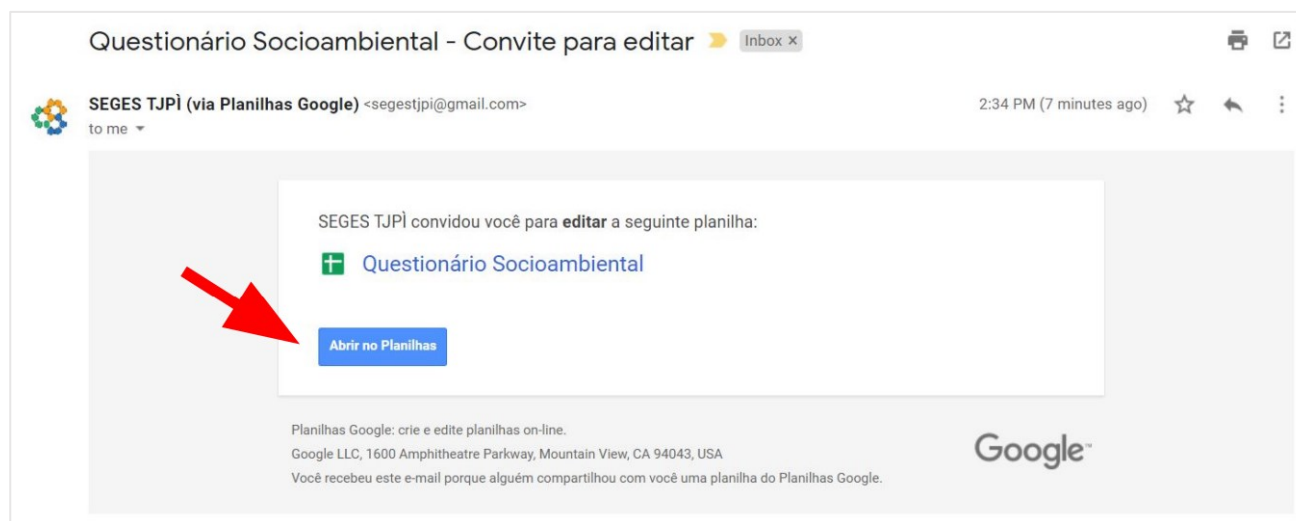 Questionário Socioambiental - Convite para editar Inbox ×
SEGES TJPÌ (via Planilhas Google) <segestjpi@gmail.com> 2:34 PM (7 minutes ago)
to me
SEGES TJPÌ convidou você para editar a seguinte planilha:
Questionário Socioambiental
Abrir no Planilhas
Planilhas Google: crie e edite planilhas on-line.
Google LLC, 1600 Amphitheatre Parkway, Mountain View, CA 94043, USA
Você recebeu este e-mail porque alguém compartilhou com você uma planilha do Planilhas Google.
Google